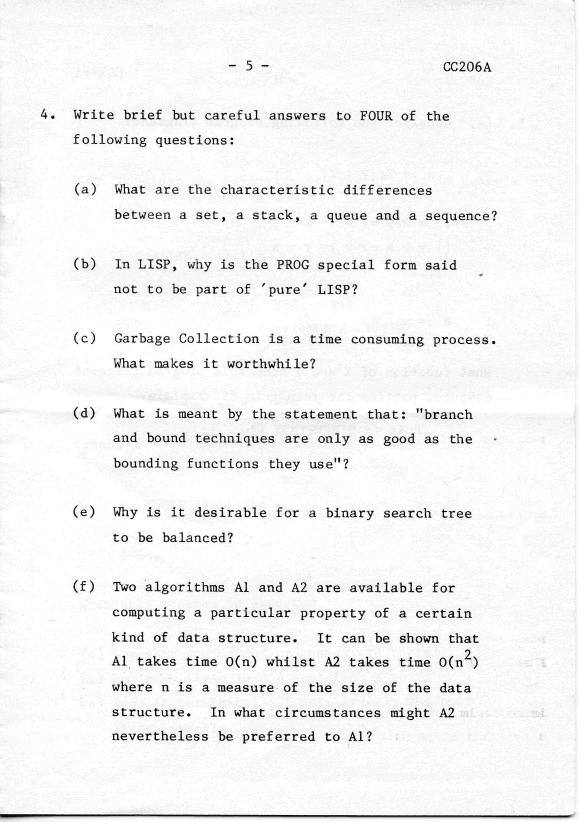 - 5 -
CC206A
4. Write brief but careful answers to FOUR of the
following questions:
(a) What are the characteristic differences
between a set, a stack, a queue and a sequence?
(b) In LISP, why is the PROG special form said
not to be part of 'pure' LISP?
(c) Garbage Collection is a time consuming process.
What makes it worthwhile?
(d) What is meant by the statement that: "branch
and bound techniques are only as good as the
bounding functions they use"?
(e) Why is it desirable for a binary search tree
to be balanced?
(f) Two algorithms A1 and A2 are available for
computing a particular property of a certain
kind of data structure. It can be shown that
A1 takes time O(n) whilst A2 takes time O(n²)
where n is a measure of the size of the data
structure. In what circumstances might A2
nevertheless be preferred to A1?